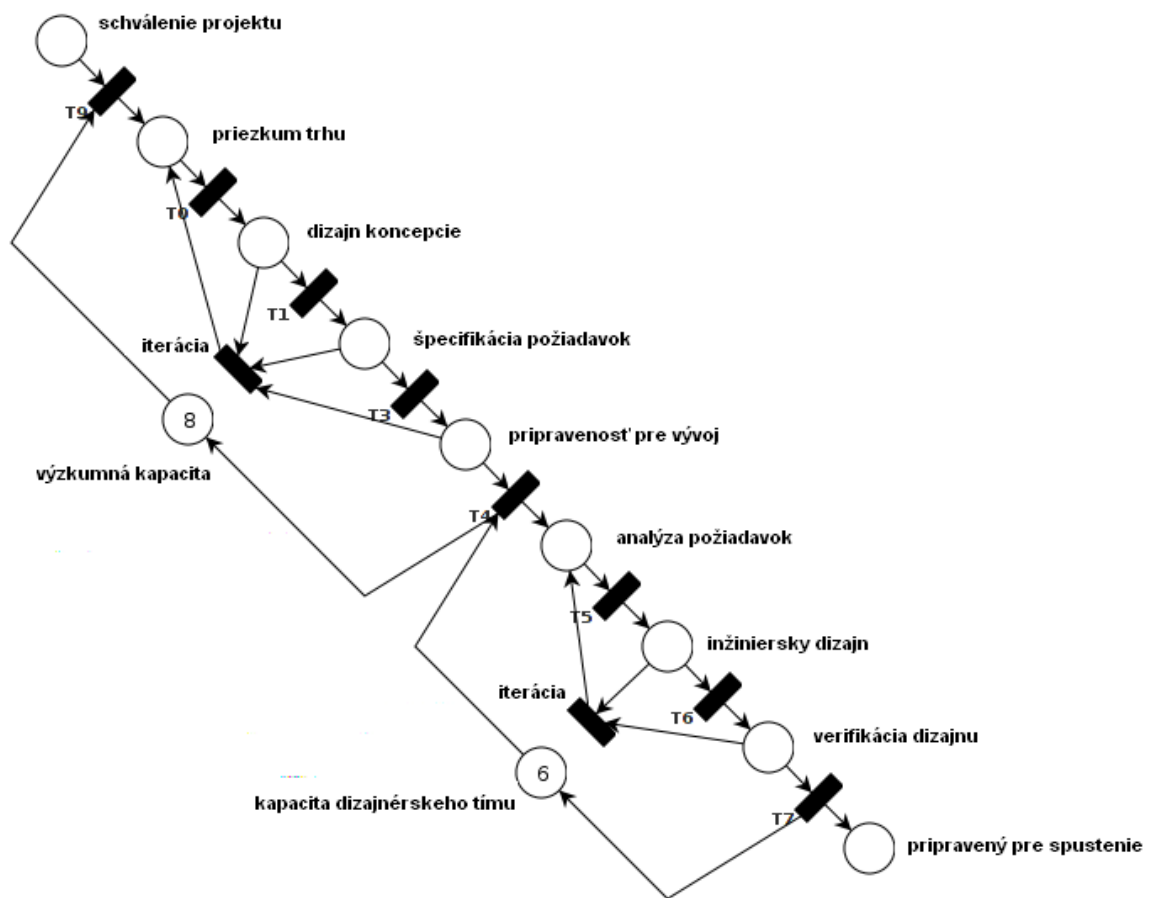 schválenie projektu
T9
priezkum trhu
T0
dizajn koncepcie
T1
iterácia
špecifikácia požiadavok
T3
8
pripravenosť pre vývoj
výzkumná kapacita
T4
analýza požiadavok
T5
inžiniersky dizajn
iterácia
T6
verifikácia dizajnu
6
kapacita dizajnérskeho tímu
T7
pripravený pre spustenie